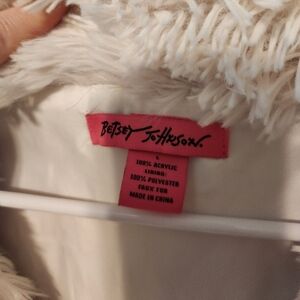 BETSEY JOHNSON.
L
100% ACRYLIC
LINING:
100% POLYESTER
FAUX FUR
MADE IN CHINA